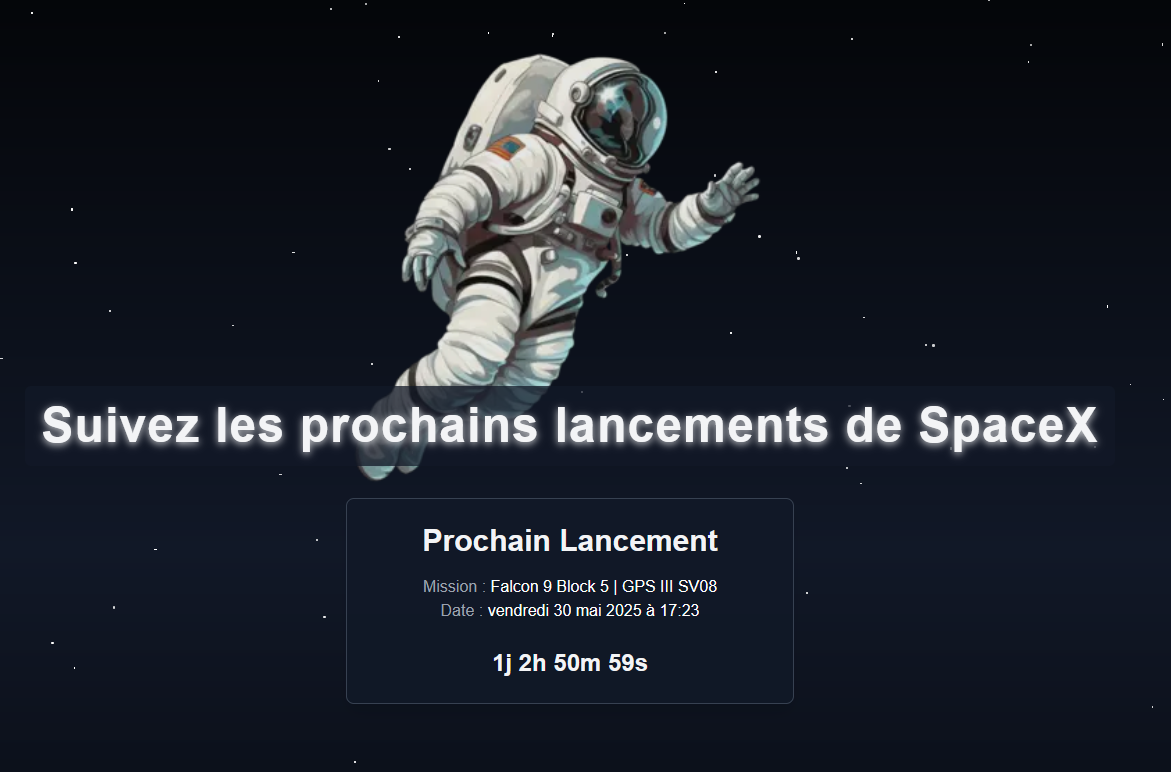 Suivez les prochains lancements de SpaceX
Prochain Lancement
Mission : Falcon 9 Block 5 | GPS III SV08
Date : vendredi 30 mai 2025 à 17:23
1j 2h 50m 59s